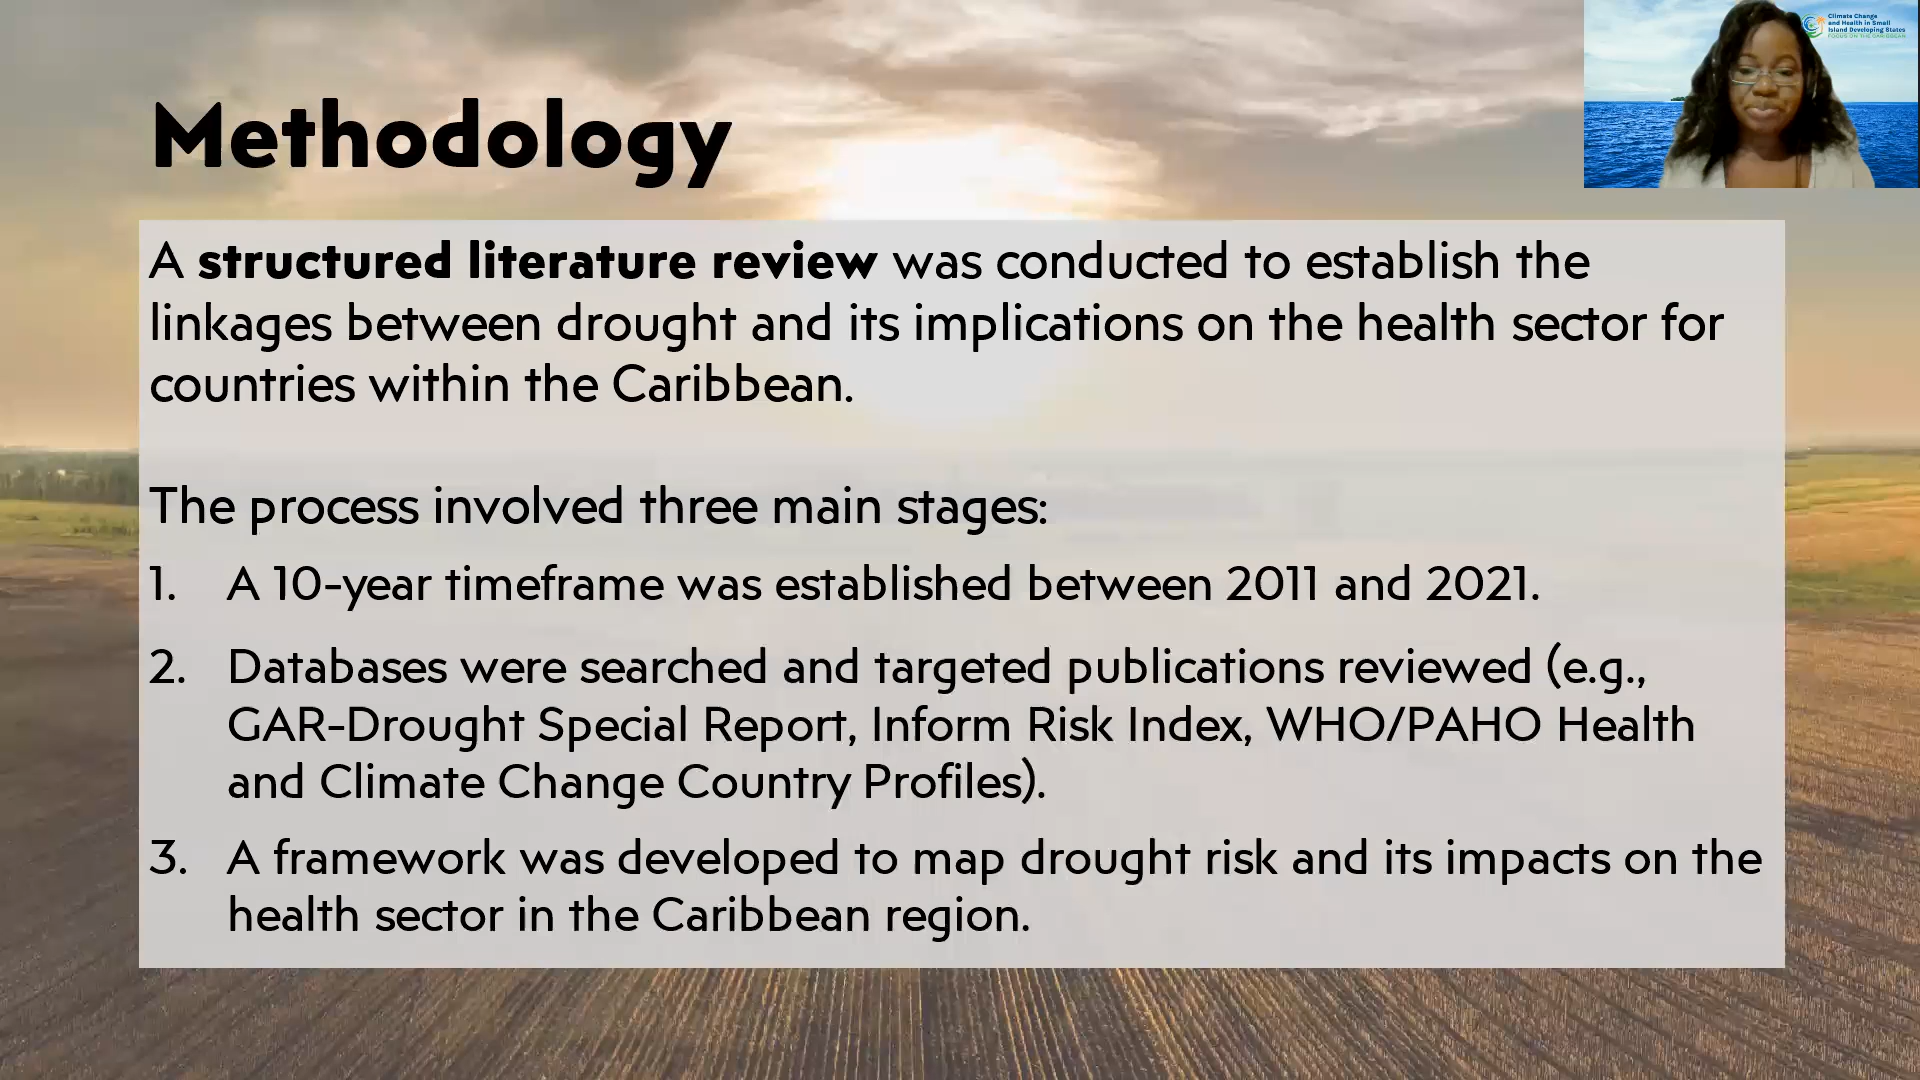 Climate Change
and Health in Small
Island Developing States
FOCUS ON THE CARIBBEAN
Methodology
A structured literature review was conducted to establish the
linkages between drought and its implications on the health sector for
countries within the Caribbean.
The process involved three main stages:
1. A 10-year timeframe was established between 2011 and 2021.
2. Databases were searched and targeted publications reviewed (e.g.,
GAR-Drought Special Report, Inform Risk Index, WHO/PAHO Health
and Climate Change Country Profiles).
3. A framework was developed to map drought risk and its impacts on the
health sector in the Caribbean region.